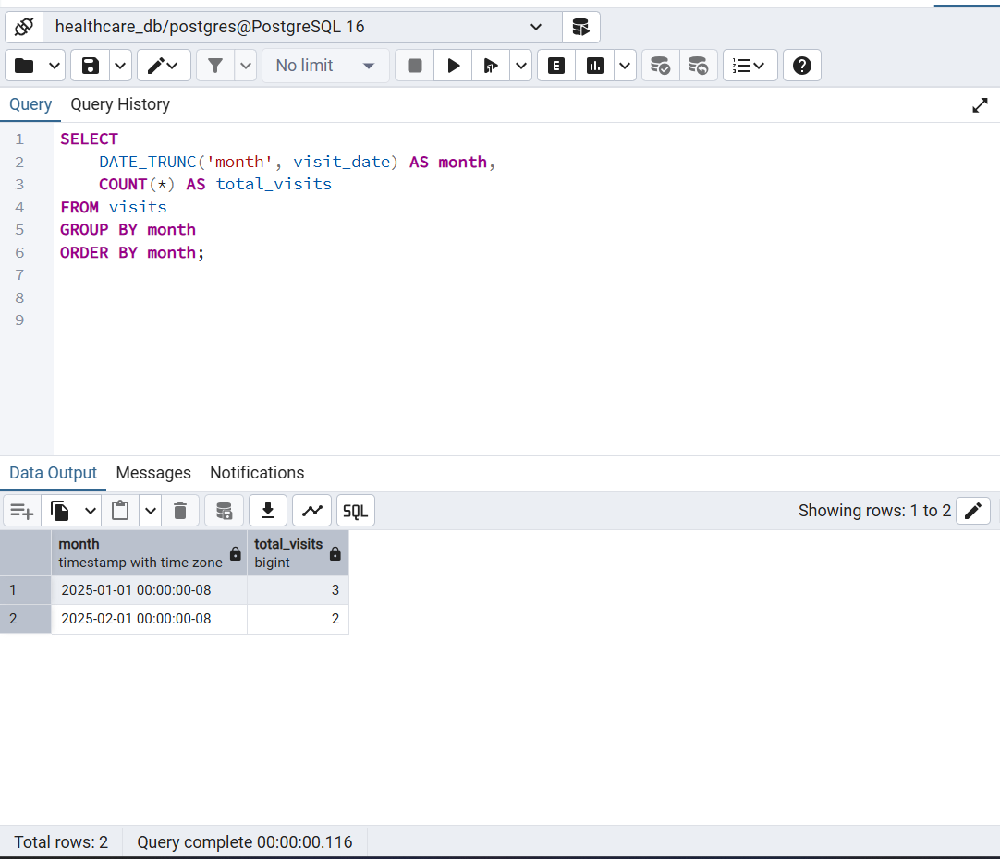 healthcare_db/postgres@PostgreSQL 16
No limit
E
Query Query History
1 SELECT
2 DATE_TRUNC('month', visit_date) AS month,
3 COUNT(*) AS total_visits
4 FROM visits
5 GROUP BY month
6 ORDER BY month;
7
8
9
Data Output Messages Notifications
SQL Showing rows: 1 to 2
month total_visits
timestamp with time zone bigint
1 2025-01-01 00:00:00-08 3
2 2025-02-01 00:00:00-08 2
Total rows: 2 Query complete 00:00:00.116